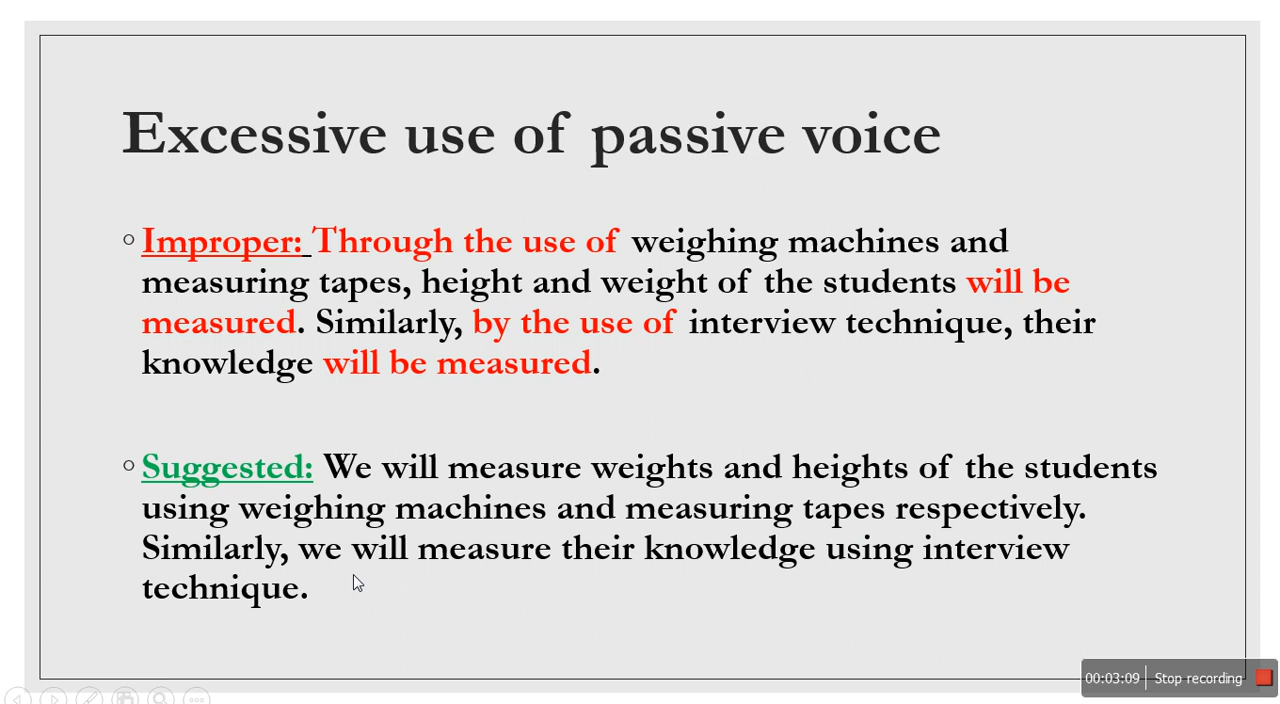 Excessive use of passive voice
Improper: Through the use of weighing machines and
measuring tapes, height and weight of the students will be
measured. Similarly, by the use of interview technique, their
knowledge will be measured.
Suggested: We will measure weights and heights of the students
using weighing machines and measuring tapes respectively.
Similarly, we will measure their knowledge using interview
technique.
00:03:09 Stop recording